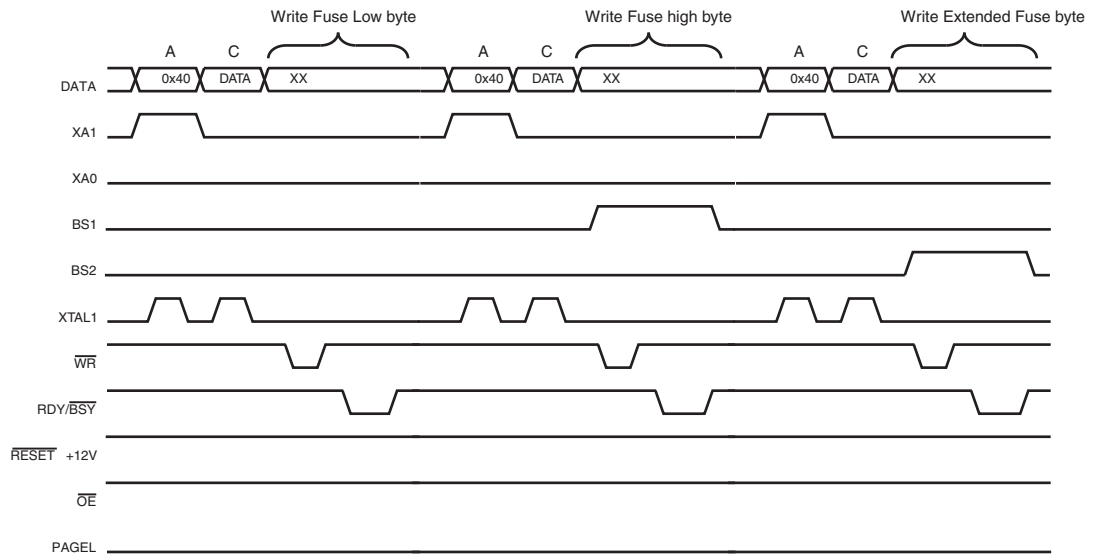 Write Fuse Low byte Write Fuse high byte Write Extended Fuse byte
A C A C A C
DATA 0x40 DATA XX 0x40 DATA XX 0x40 DATA XX
XA1
XA0
BS1
BS2
XTAL1
WR
RDY/BSY
RESET +12V
OE
PAGEL